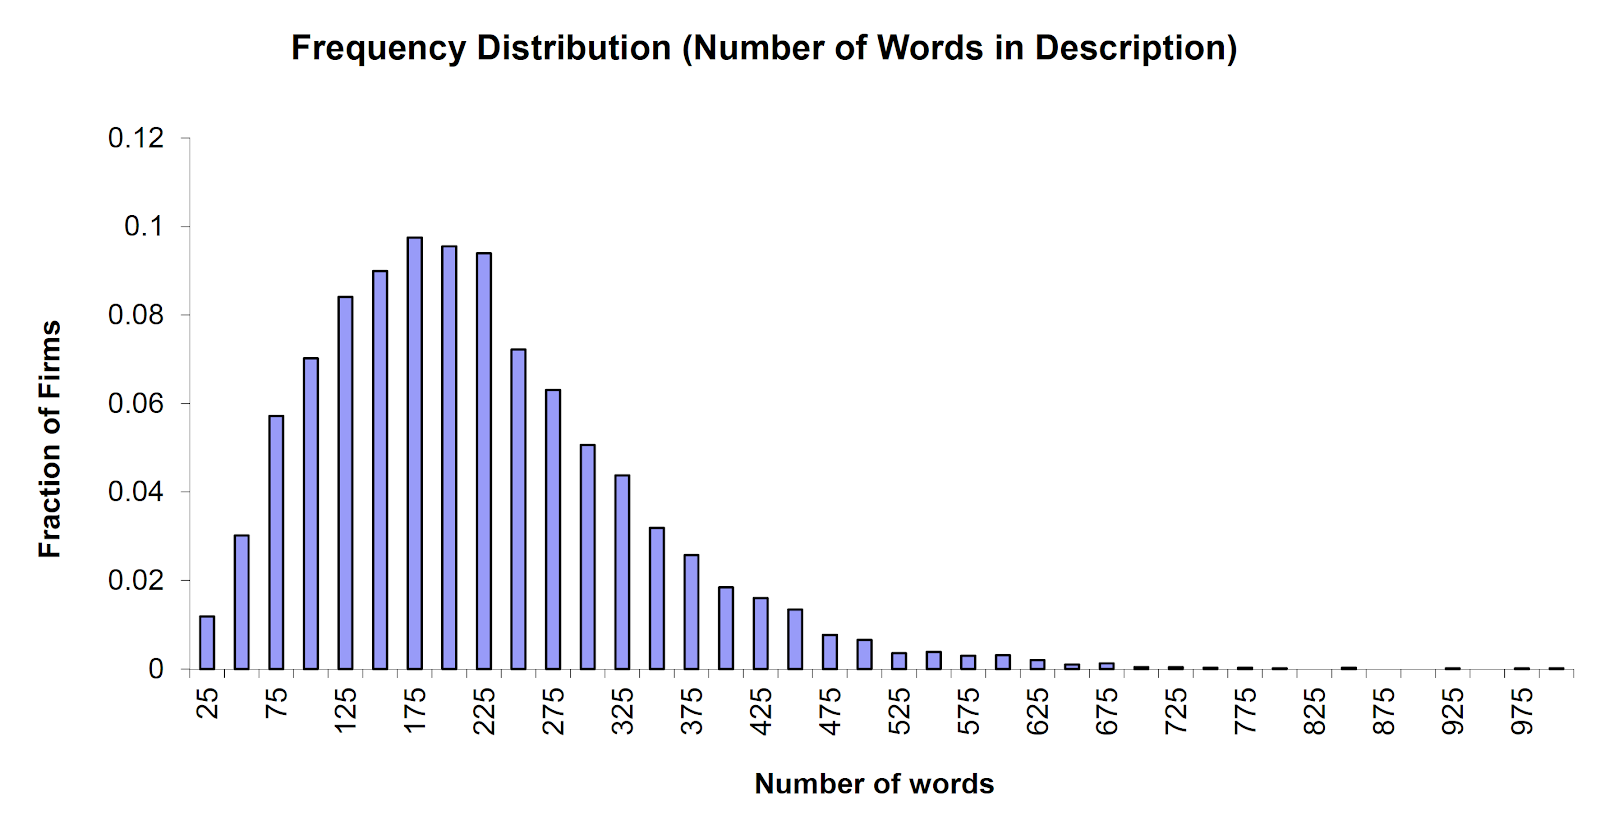 Frequency Distribution (Number of Words in Description)
0.12
0.1
0.08
0.06
0.04
0.02
0
Fraction of Firms
25 75 125 175 225 275 325 375 425 475 525 575 625 675 725 775 825 875 925 975
Number of words